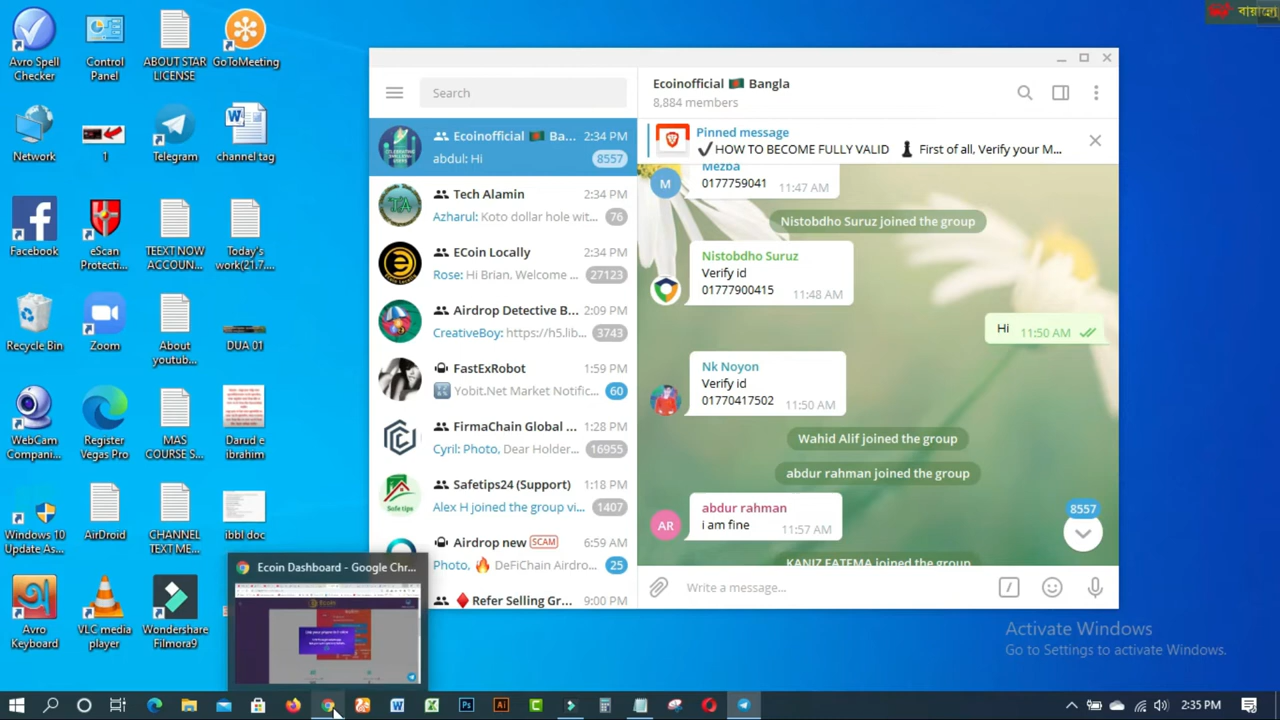 Avro Spell Checker
Control Panel
ABOUT STAR LICENSE
GoToMeeting
Network
1
Telegram
channel tag
Facebook
eScan Protecti...
TEEXT NOW ACCOUN...
Today's work(21.7....
Recycle Bin
Zoom
About youtub...
DUA 01
WebCam Compani...
Register Vegas Pro
MAS COURSE S...
Darud e ibrahim
Windows 10 Update As...
AirDroid
CHANNEL TEXT ME...
ibbl doc
Avro Keyboard
VLC media player
Wondershare Filmora9
Ecoin Dashboard - Google Chr...
Search
Ecoinofficial 🇧🇩 Ba... 2:34 PM
abdul: Hi 8557
Tech Alamin 2:34 PM
Azharul: Koto dollar hole wit... 76
ECoin Locally 2:34 PM
Rose: Hi Brian, Welcome ... 27123
Airdrop Detective B... 2:09 PM
CreativeBoy: https://h5.lib... 3743
FastExRobot 1:59 PM
Yobit.Net Market Notific... 60
FirmaChain Global ... 1:28 PM
Cyril: Photo, Dear Holder... 16955
Safetips24 (Support) 1:18 PM
Alex H joined the group vi... 1407
Safe tips
Airdrop new SCAM 6:59 AM
Photo, 🔥 DeFiChain Airdro... 25
♦️Refer Selling Gr... 9:00 PM
Ecoinofficial 🇧🇩 Bangla
8,884 members
Pinned message
✔️HOW TO BECOME FULLY VALID ♟️ First of all, Verify your M...
Mezba
M
0177759041 11:47 AM
Nistobdho Suruz joined the group
Nistobdho Suruz
Verify id
01777900415 11:48 AM
Hi 11:50 AM
Nk Noyon
Verify id
01770417502 11:50 AM
Wahid Alif joined the group
abdur rahman joined the group
abdur rahman
AR
i am fine 11:57 AM
8557
KANIZ FATEMA joined the group
Write a message...
Activate Windows
Go to Settings to activate Windows.
2:35 PM